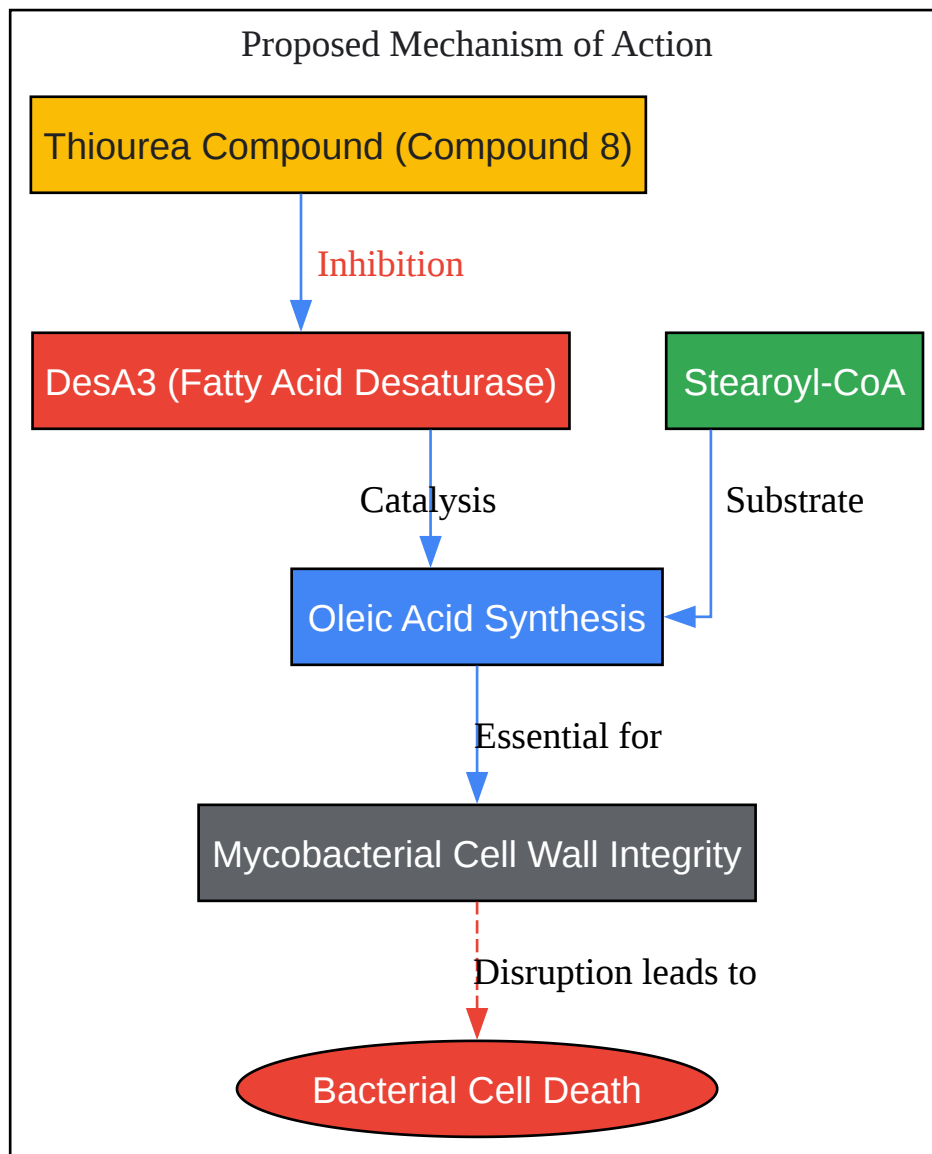 Proposed Mechanism of Action
Thiourea Compound (Compound 8)
Inhibition
DesA3 (Fatty Acid Desaturase)
Stearoyl-CoA
Catalysis
Substrate
Oleic Acid Synthesis
Essential for
Mycobacterial Cell Wall Integrity
Disruption leads to
Bacterial Cell Death